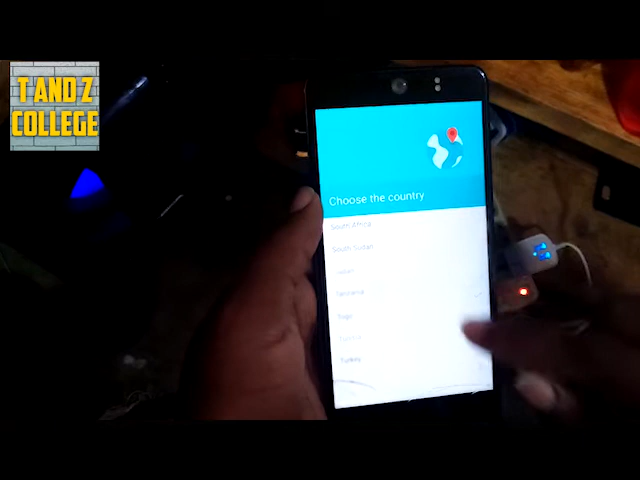 T AND Z
COLLEGE
Choose the country
South Africa
South Sudan
Sudan
Tanzania
Togo
Tunisia
Turkey